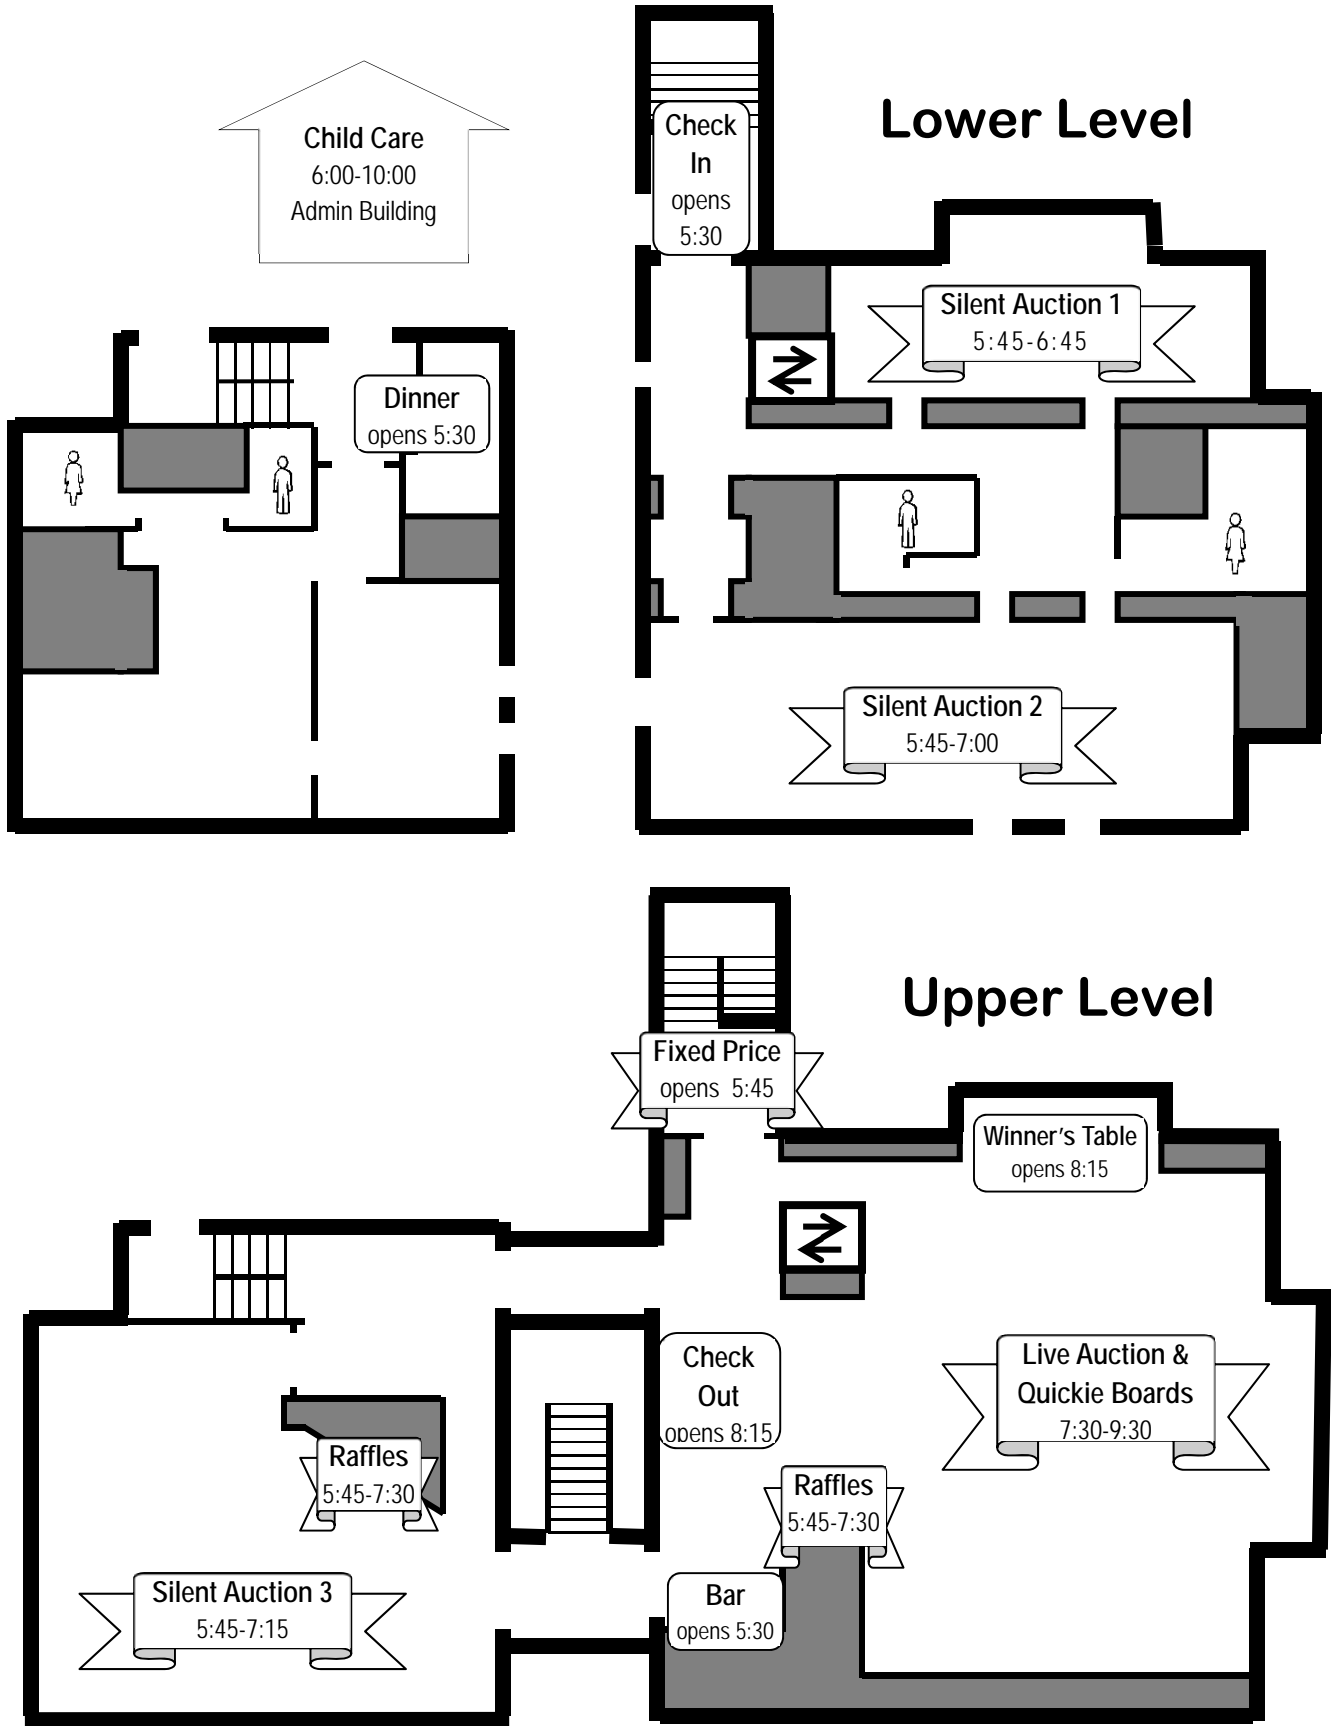 Lower Level
Child Care
6:00-10:00
Admin Building
Check
In
opens
5:30
Silent Auction 1
5:45-6:45
Dinner
opens 5:30
Silent Auction 2
5:45-7:00
Upper Level
Fixed Price
opens 5:45
Winner's Table
opens 8:15
Check
Out
opens 8:15
Live Auction &
Quickie Boards
7:30-9:30
Raffles
5:45-7:30
Raffles
5:45-7:30
Silent Auction 3
5:45-7:15
Bar
opens 5:30